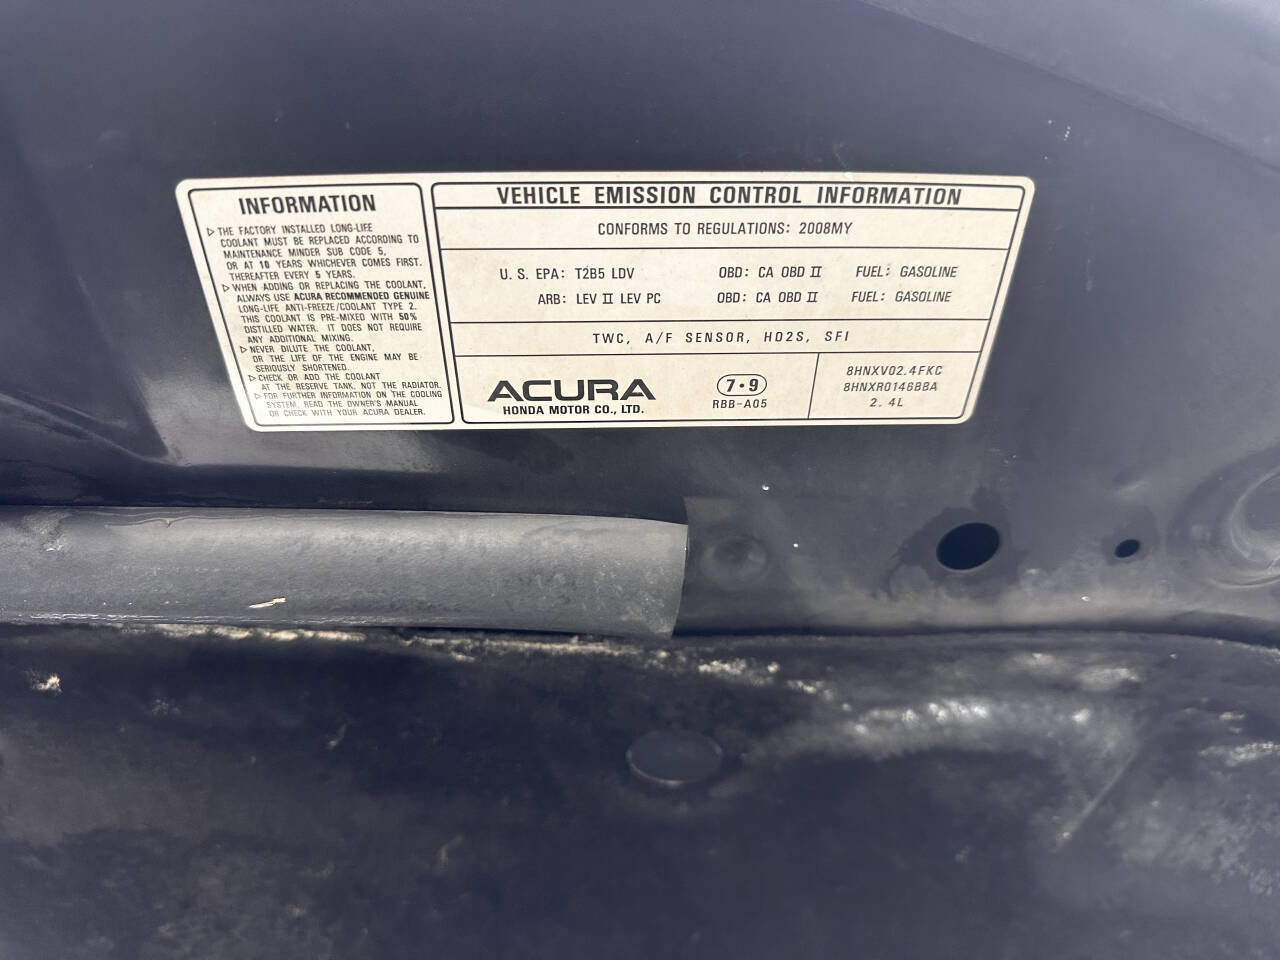 INFORMATION
▷ THE FACTORY INSTALLED LONG-LIFE
COOLANT MUST BE REPLACED ACCORDING TO
MAINTENANCE MINDER SUB CODE 5,
OR AT 10 YEARS WHICHEVER COMES FIRST.
THEREAFTER EVERY 5 YEARS.
▷ WHEN ADDING OR REPLACING THE COOLANT,
ALWAYS USE ACURA RECOMMENDED GENUINE
LONG-LIFE ANTI-FREEZE/COOLANT TYPE 2.
THIS COOLANT IS PRE-MIXED WITH 50%
DISTILLED WATER. IT DOES NOT REQUIRE
ANY ADDITIONAL MIXING.
▷ NEVER DILUTE THE COOLANT,
OR THE LIFE OF THE ENGINE MAY BE
SERIOUSLY SHORTENED.
▷ CHECK OR ADD THE COOLANT
AT THE RESERVE TANK, NOT THE RADIATOR.
▷ FOR FURTHER INFORMATION ON THE COOLING
SYSTEM, READ THE OWNER'S MANUAL
OR CHECK WITH YOUR ACURA DEALER.
VEHICLE EMISSION CONTROL INFORMATION
CONFORMS TO REGULATIONS: 2008MY
U. S. EPA: T2B5 LDV OBD: CA OBD II FUEL: GASOLINE
ARB: LEV II LEV PC OBD: CA OBD II FUEL: GASOLINE
TWC, A/F SENSOR, HO2S, SFI
ACURA
HONDA MOTOR CO., LTD.
7•9
RBB-A05
8HNXV02.4FKC
8HNXR0146BBA
2. 4L